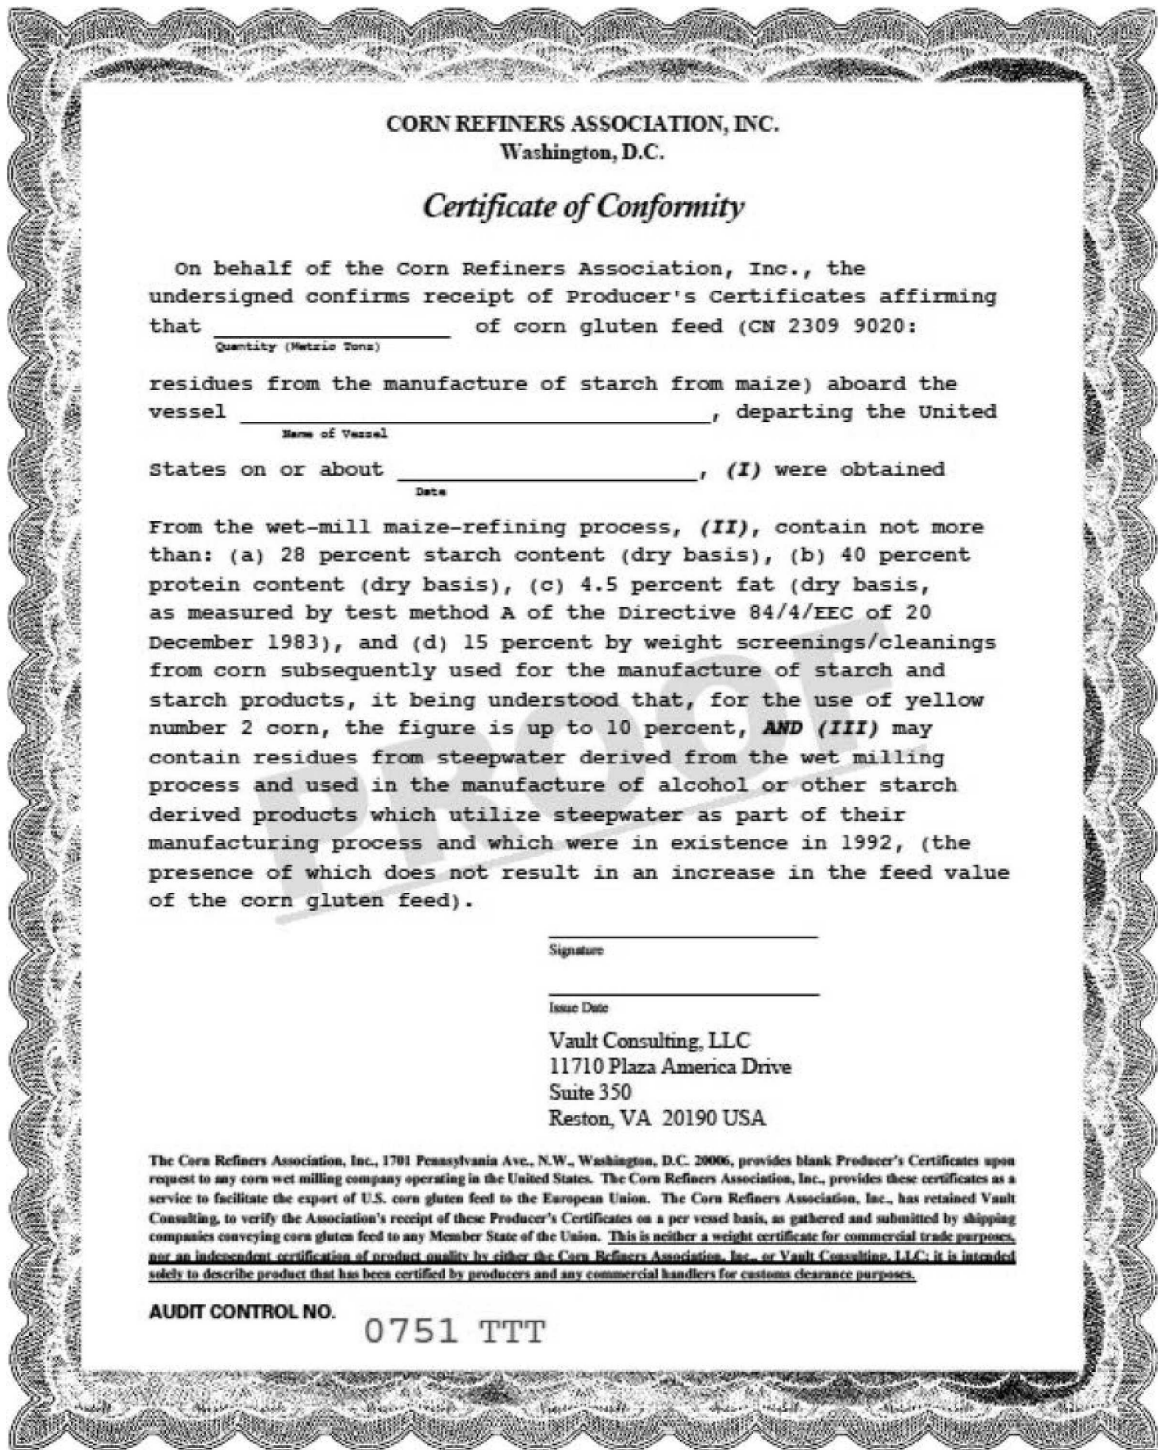 CORN REFINERS ASSOCIATION, INC.
Washington, D.C.
Certificate of Conformity
On behalf of the Corn Refiners Association, Inc., the
undersigned confirms receipt of Producer's Certificates affirming
that ____________ of corn gluten feed (CN 2309 9020:
Quantity (Metric Tons)
residues from the manufacture of starch from maize) aboard the
vessel ____________, departing the United
Name of Vessel
States on or about ____________, (I) were obtained
Date
From the wet-mill maize-refining process, (II), contain not more
than: (a) 28 percent starch content (dry basis), (b) 40 percent
protein content (dry basis), (c) 4.5 percent fat (dry basis,
as measured by test method A of the Directive 84/4/EEC of 20
December 1983), and (d) 15 percent by weight screenings/cleanings
from corn subsequently used for the manufacture of starch and
starch products, it being understood that, for the use of yellow
number 2 corn, the figure is up to 10 percent, AND (III) may
contain residues from steepwater derived from the wet milling
process and used in the manufacture of alcohol or other starch
derived products which utilize steepwater as part of their
manufacturing process and which were in existence in 1992, (the
presence of which does not result in an increase in the feed value
of the corn gluten feed).
PROOF
Signature
Issue Date
Vault Consulting, LLC
11710 Plaza America Drive
Suite 350
Reston, VA 20190 USA
The Corn Refiners Association, Inc., 1701 Pennsylvania Ave., N.W., Washington, D.C. 20006, provides blank Producer's Certificates upon
request to any corn wet milling company operating in the United States. The Corn Refiners Association, Inc., provides these certificates as a
service to facilitate the export of U.S. corn gluten feed to the European Union. The Corn Refiners Association, Inc., has retained Vault
Consulting, to verify the Association's receipt of these Producer's Certificates on a per vessel basis, as gathered and submitted by shipping
companies conveying corn gluten feed to any Member State of the Union. This is neither a weight certificate for commercial trade purposes,
nor an independent certification of product quality by either the Corn Refiners Association, Inc., or Vault Consulting, LLC; it is intended
solely to describe product that has been certified by producers and any commercial handlers for customs clearance purposes.
AUDIT CONTROL NO.
0751 TTT